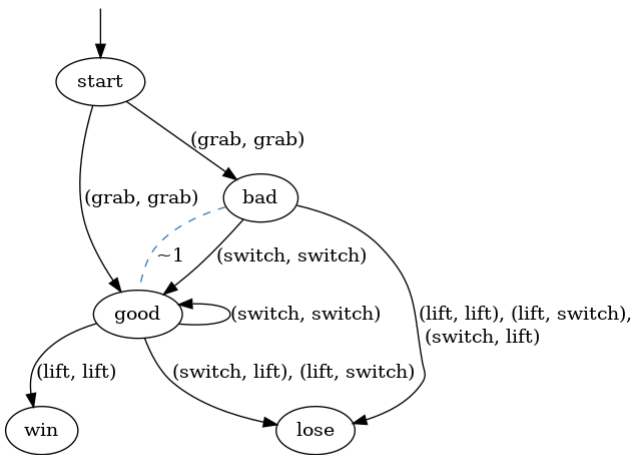 start
(grab, grab)
(grab, grab)
bad
~1
(switch, switch)
good
(switch, switch)
(lift, lift), (lift, switch),
(switch, lift)
(lift, lift)
(switch, lift), (lift, switch)
win
lose